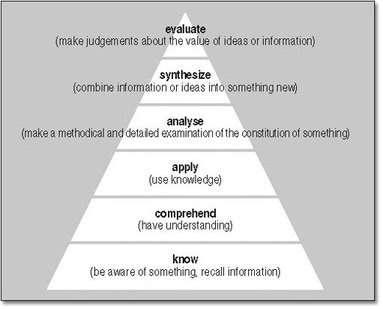 evaluate
(make judgements about the value of ideas or information)
synthesize
(combine information or ideas into something new)
analyse
(make a methodical and detailed examination of the constitution of something)
apply
(use knowledge)
comprehend
(have understanding)
know
(be aware of something, recall information)